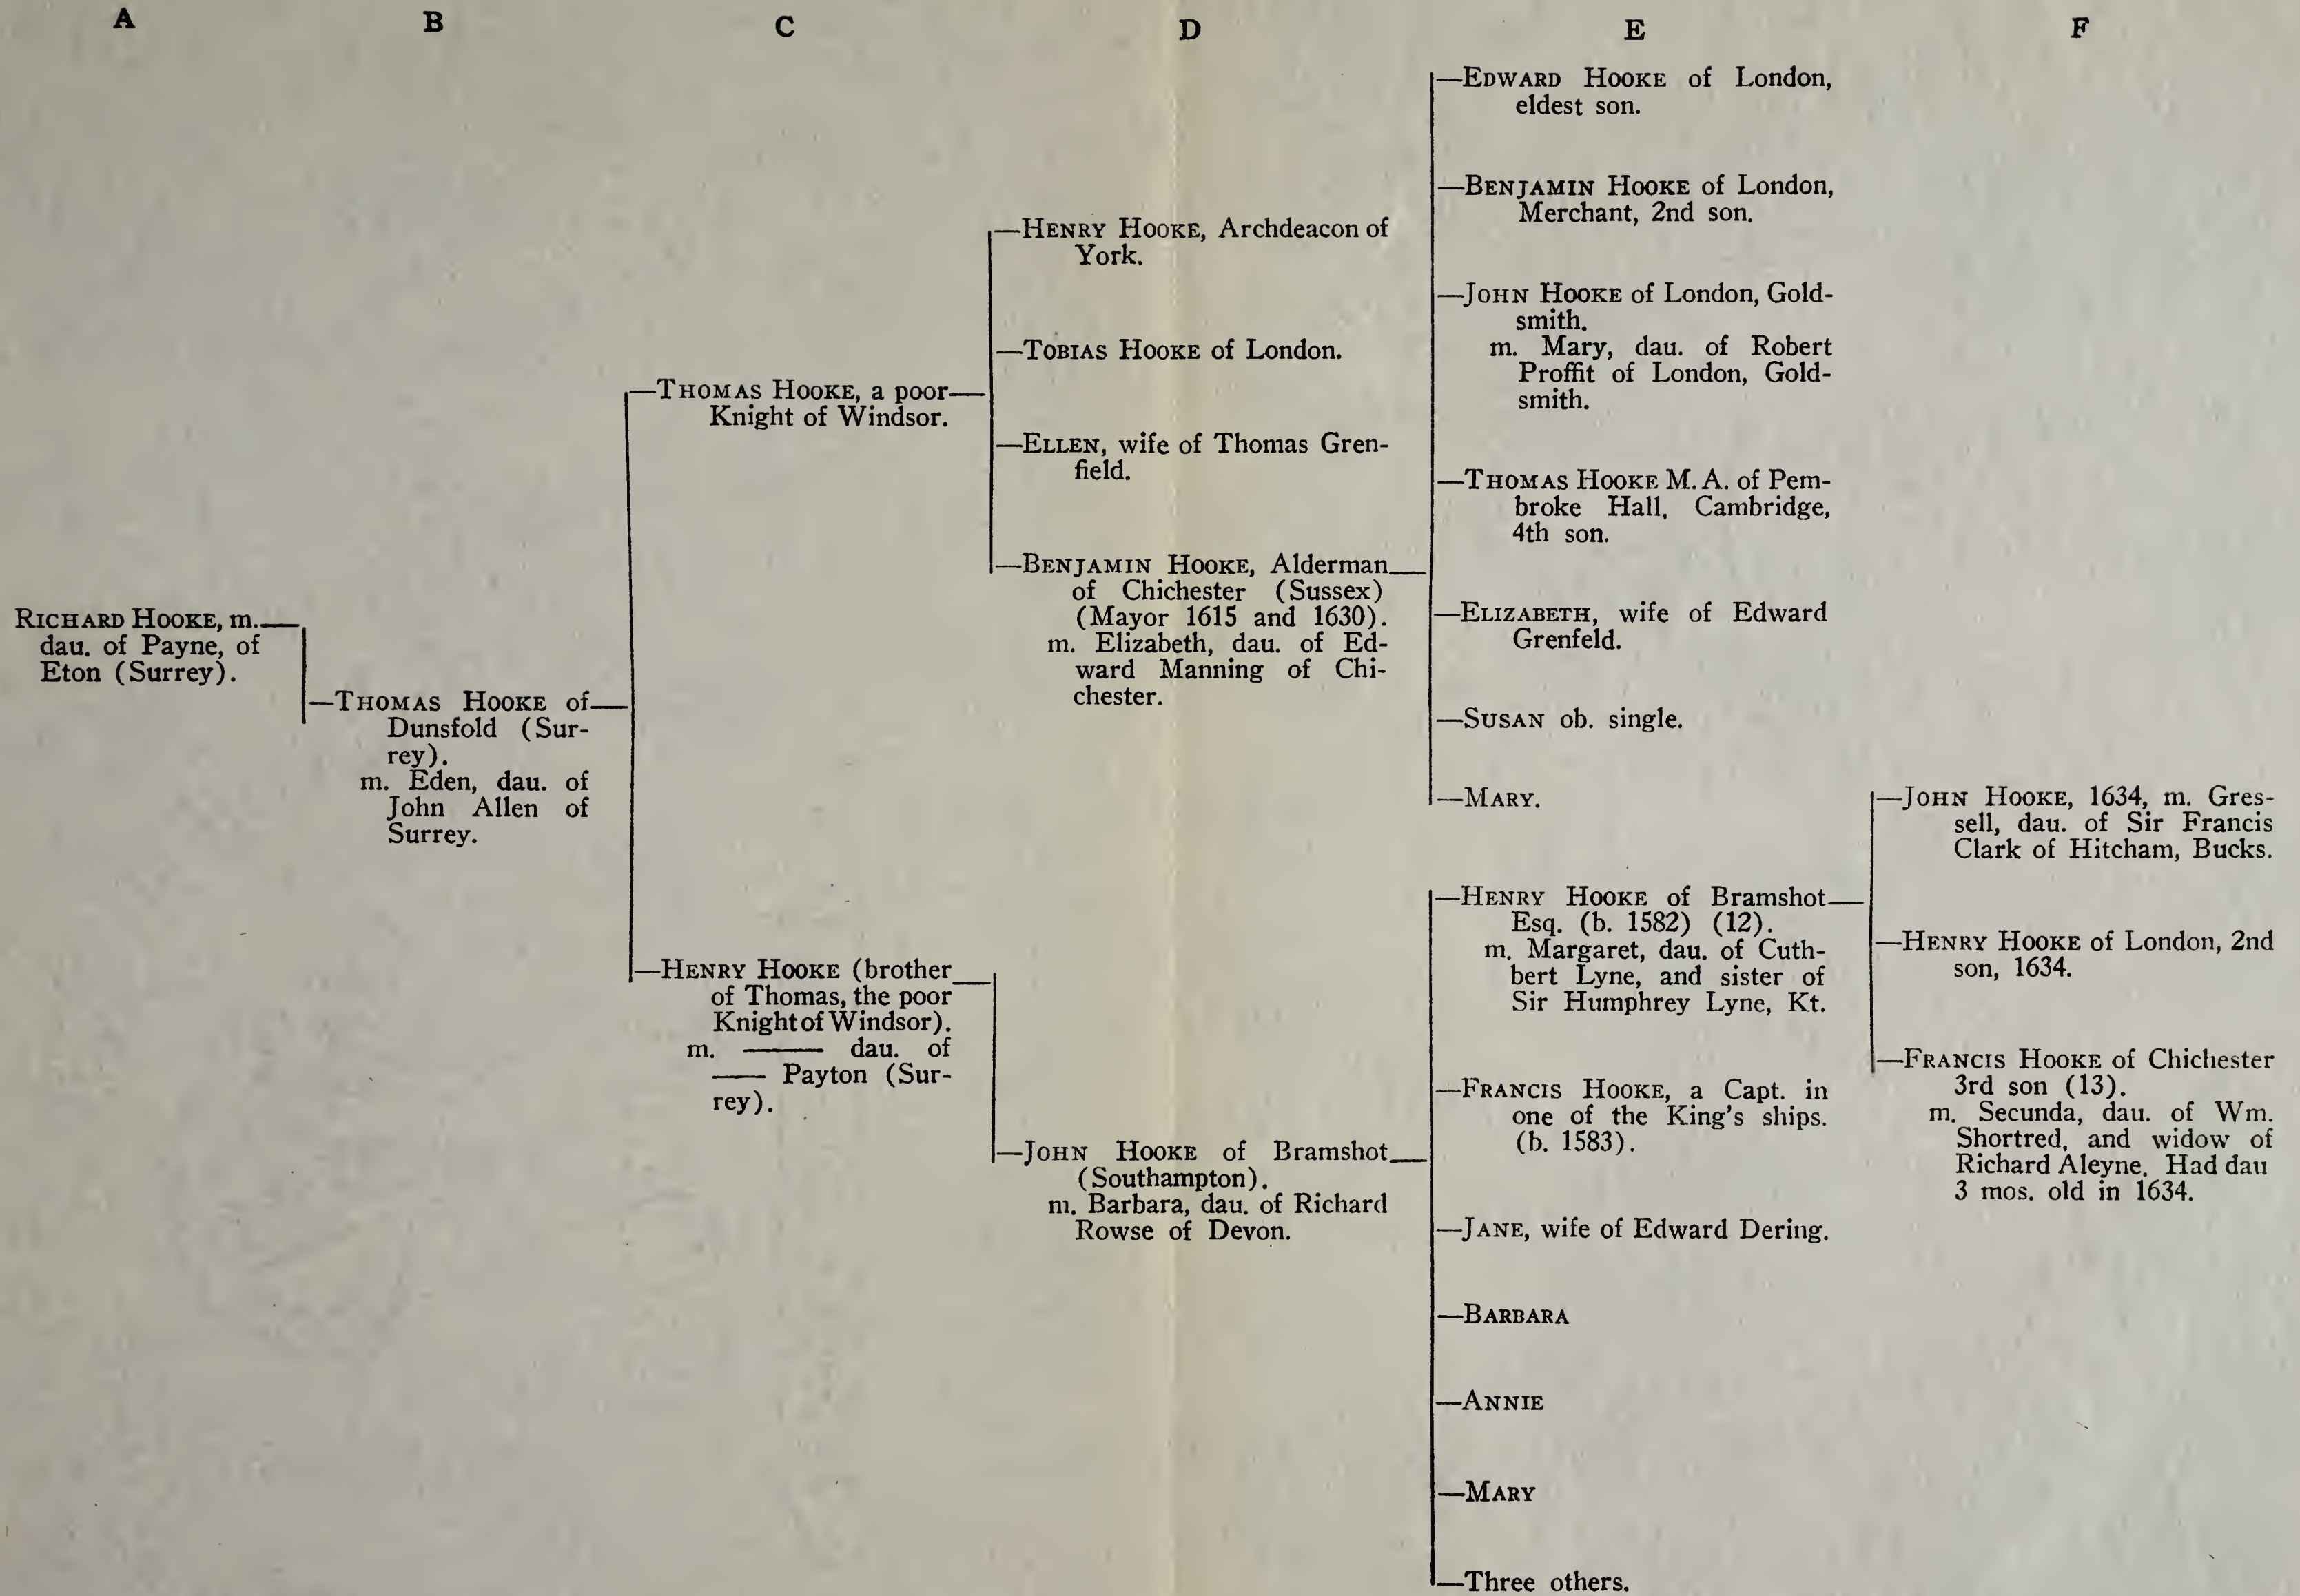 A B C D E F
RICHARD HOOKE, m.
dau. of Payne, of
Eton (Surrey).
THOMAS HOOKE of
Dunsfold (Sur-
rey).
m. Eden, dau. of
John Allen of
Surrey.
THOMAS HOOKE, a poor
Knight of Windsor.
HENRY HOOKE (brother
of Thomas, the poor
Knight of Windsor).
m. —— dau. of
—— Payton (Sur-
rey).
HENRY HOOKE, Archdeacon of
York.
TOBIAS HOOKE of London.
ELLEN, wife of Thomas Gren-
field.
BENJAMIN HOOKE, Alderman
of Chichester (Sussex)
(Mayor 1615 and 1630).
m. Elizabeth, dau. of Ed-
ward Manning of Chi-
chester.
JOHN HOOKE of Bramshot
(Southampton).
m. Barbara, dau. of Richard
Rowse of Devon.
EDWARD HOOKE of London,
eldest son.
BENJAMIN HOOKE of London,
Merchant, 2nd son.
JOHN HOOKE of London, Gold-
smith.
m. Mary, dau. of Robert
Proffit of London, Gold-
smith.
THOMAS HOOKE M.A. of Pem-
broke Hall, Cambridge,
4th son.
ELIZABETH, wife of Edward
Grenfeld.
SUSAN ob. single.
MARY.
HENRY HOOKE of Bramshot
Esq. (b. 1582) (12).
m. Margaret, dau. of Cuth-
bert Lyne, and sister of
Sir Humphrey Lyne, Kt.
FRANCIS HOOKE, a Capt. in
one of the King's ships.
(b. 1583).
JANE, wife of Edward Dering.
BARBARA
ANNIE
MARY
Three others.
JOHN HOOKE, 1634, m. Gres-
sell, dau. of Sir Francis
Clark of Hitcham, Bucks.
HENRY HOOKE of London, 2nd
son, 1634.
FRANCIS HOOKE of Chichester
3rd son (13).
m. Secunda, dau. of Wm.
Shortred, and widow of
Richard Aleyne. Had dau
3 mos. old in 1634.